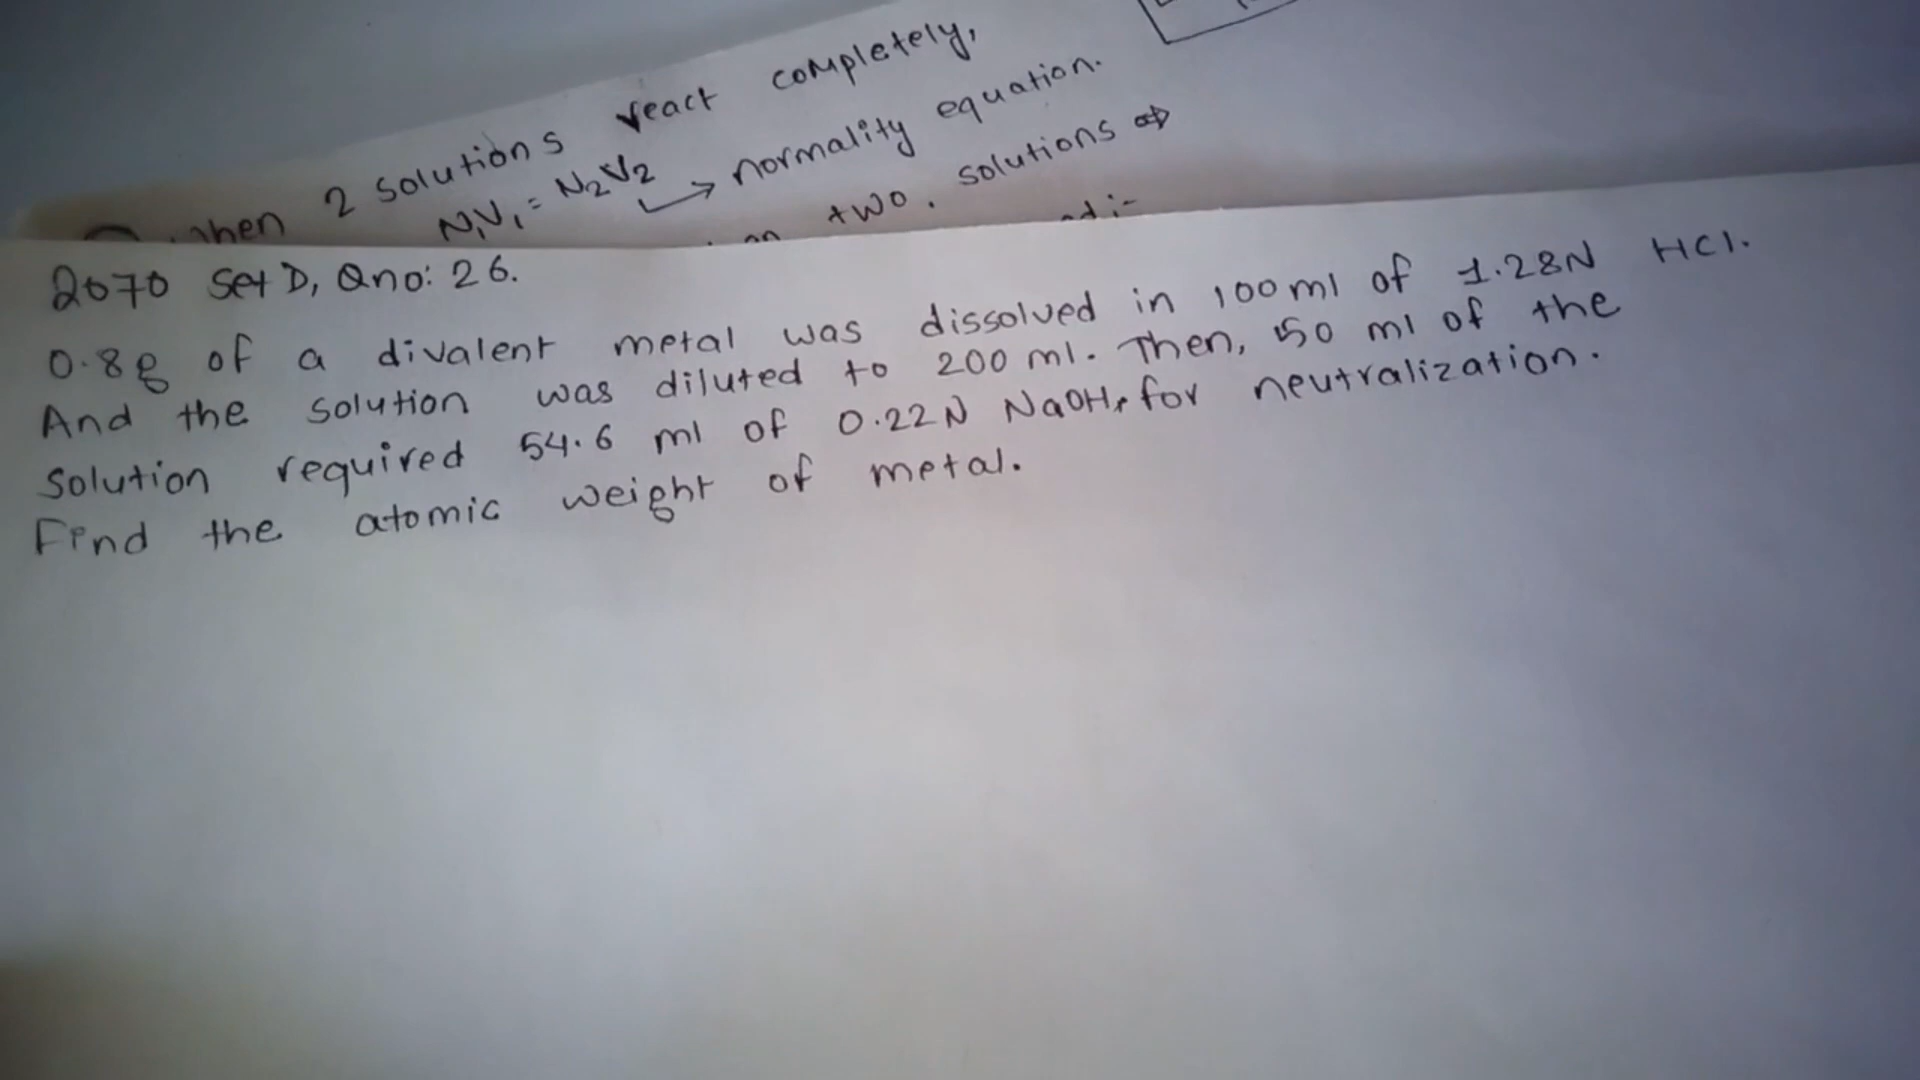 when 2 solutions react completely,
N1V1 = N2V2
normality equation.
two. solutions ⇒
2070 Set D, Qno: 26.
0.8g of a divalent metal was dissolved in 100ml of 1.28N HCl.
And the solution was diluted to 200 ml. Then, 50 ml of the
solution required 54.6 ml of 0.22N NaOH, for neutralization.
Find the atomic weight of metal.